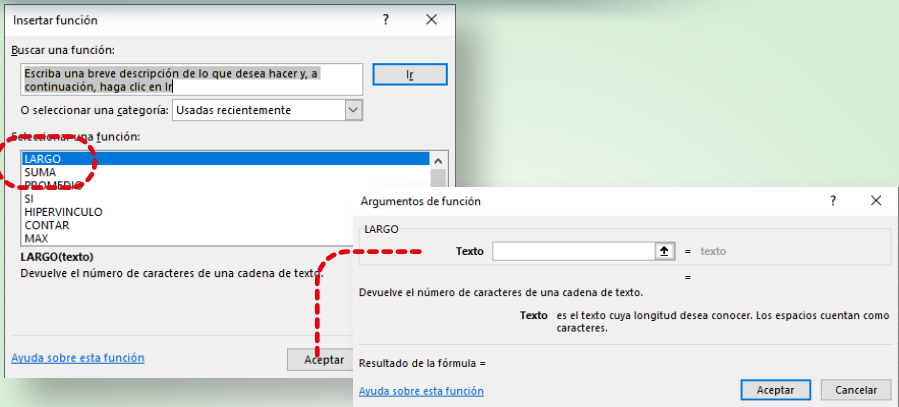 Insertar función
? X
Buscar una función:
Escriba una breve descripción de lo que desea hacer y, a
continuación, haga clic en Ir
Ir
O seleccionar una categoría: Usadas recientemente
Seleccionar una función:
LARGO
SUMA
PROMEDIO
SI
HIPERVINCULO
CONTAR
MAX
LARGO(texto)
Devuelve el número de caracteres de una cadena de texto.
Ayuda sobre esta función
Aceptar
Argumentos de función
? X
LARGO
Texto = texto
=
Devuelve el número de caracteres de una cadena de texto.
Texto es el texto cuya longitud desea conocer. Los espacios cuentan como
caracteres.
Resultado de la fórmula =
Ayuda sobre esta función
Aceptar
Cancelar